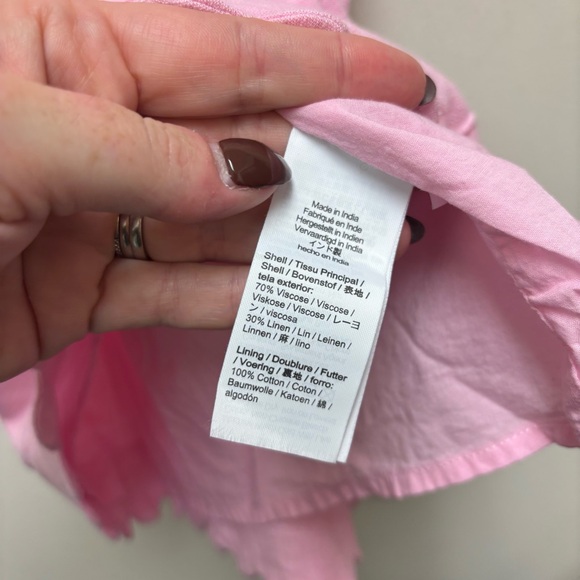 Made in India
Fabriqué en Inde
Hergestellt in Indien
Vervaardigd in India
インド製
hecho en India
Shell / Tissu Principal /
Shell / Bovenstof / 表地 /
tela exterior:
70% Viscose / Viscose /
Viskose / Viscose / レーヨ
ン / viscosa
30% Linen / Lin / Leinen /
Linnen / 麻 / lino
Lining / Doublure / Futter
/ Voering / 裏地 / forro:
100% Cotton / Coton /
Baumwolle / Katoen / 綿 /
algodón